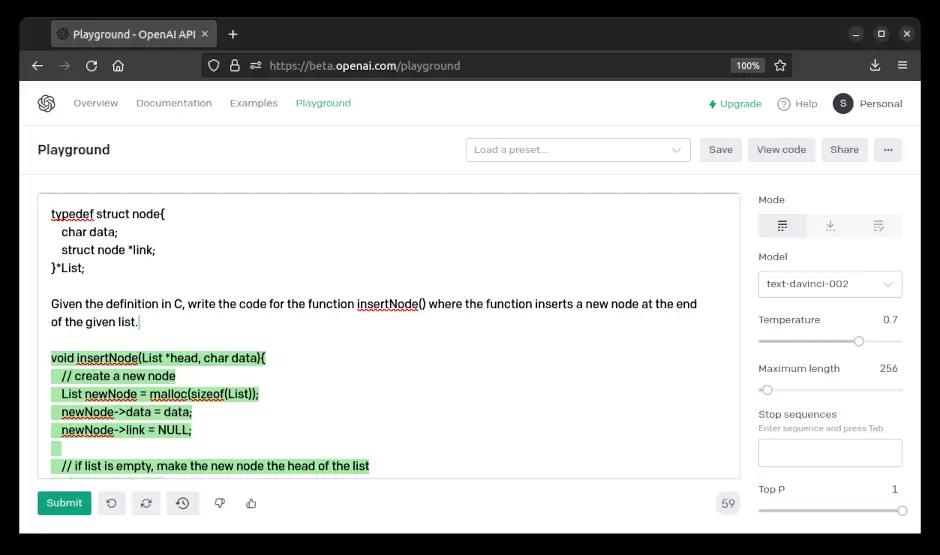 Playground - OpenAI API
https://beta.openai.com/playground
100%
Overview Documentation Examples Playground
Upgrade Help S Personal
Playground
Load a preset...
Save View code Share ...
typedef struct node{
char data;
struct node *link;
}*List;
Given the definition in C, write the code for the function insertNode() where the function inserts a new node at the end
of the given list.
void insertNode(List *head, char data){
// create a new node
List newNode = malloc(sizeof(List));
newNode->data = data;
newNode->link = NULL;
// if list is empty, make the new node the head of the list
Submit
59
Mode
Model
text-davinci-002
Temperature 0.7
Maximum length 256
Stop sequences
Enter sequence and press Tab
Top P 1